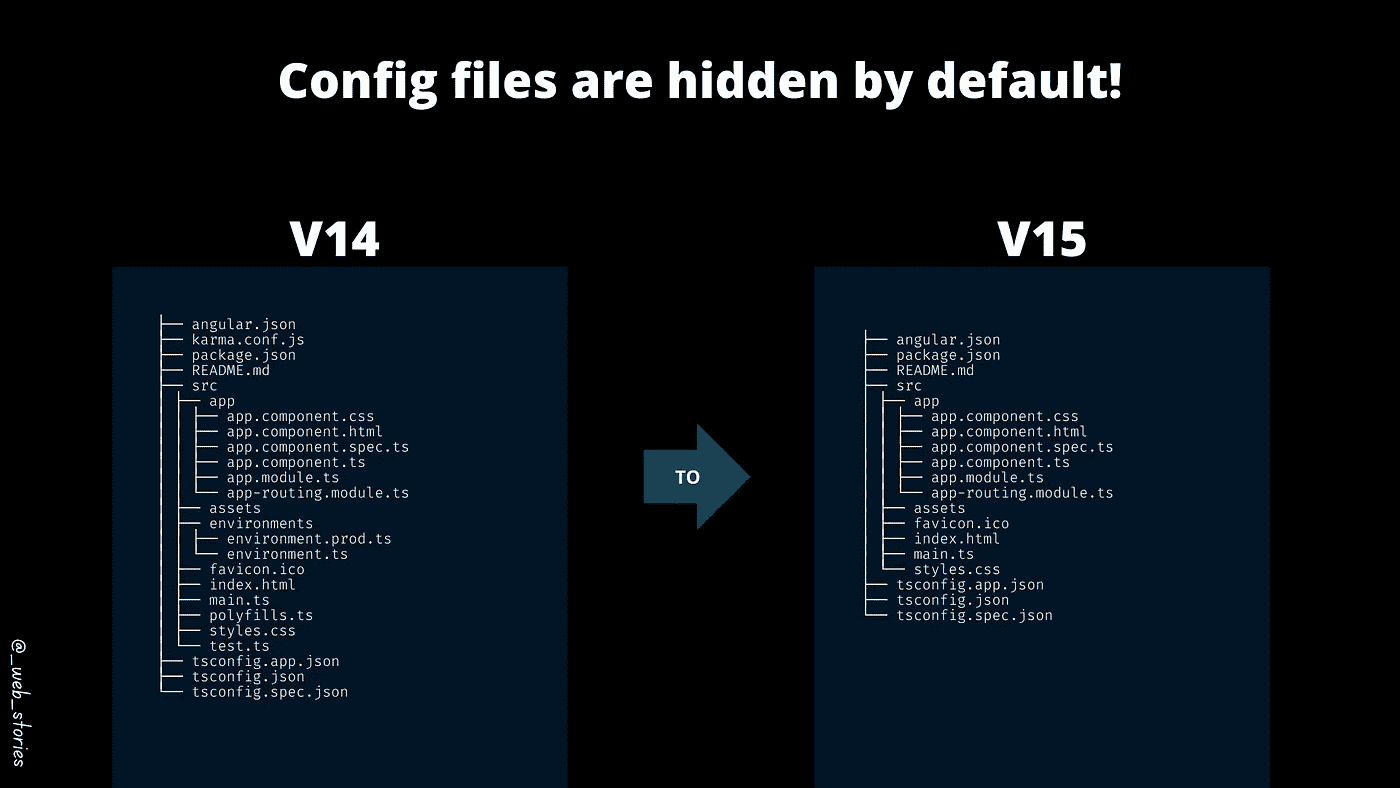 Config files are hidden by default!
V14
├── angular.json
├── karma.conf.js
├── package.json
├── README.md
├── src
│ ├── app
│ │ ├── app.component.css
│ │ ├── app.component.html
│ │ ├── app.component.spec.ts
│ │ ├── app.component.ts
│ │ ├── app.module.ts
│ │ └── app-routing.module.ts
│ ├── assets
│ ├── environments
│ │ ├── environment.prod.ts
│ │ └── environment.ts
│ ├── favicon.ico
│ ├── index.html
│ ├── main.ts
│ ├── polyfills.ts
│ ├── styles.css
│ └── test.ts
├── tsconfig.app.json
├── tsconfig.json
└── tsconfig.spec.json
TO
V15
├── angular.json
├── package.json
├── README.md
├── src
│ ├── app
│ │ ├── app.component.css
│ │ ├── app.component.html
│ │ ├── app.component.spec.ts
│ │ ├── app.component.ts
│ │ ├── app.module.ts
│ │ └── app-routing.module.ts
│ ├── assets
│ ├── favicon.ico
│ ├── index.html
│ ├── main.ts
│ └── styles.css
├── tsconfig.app.json
├── tsconfig.json
└── tsconfig.spec.json
@_web_stories